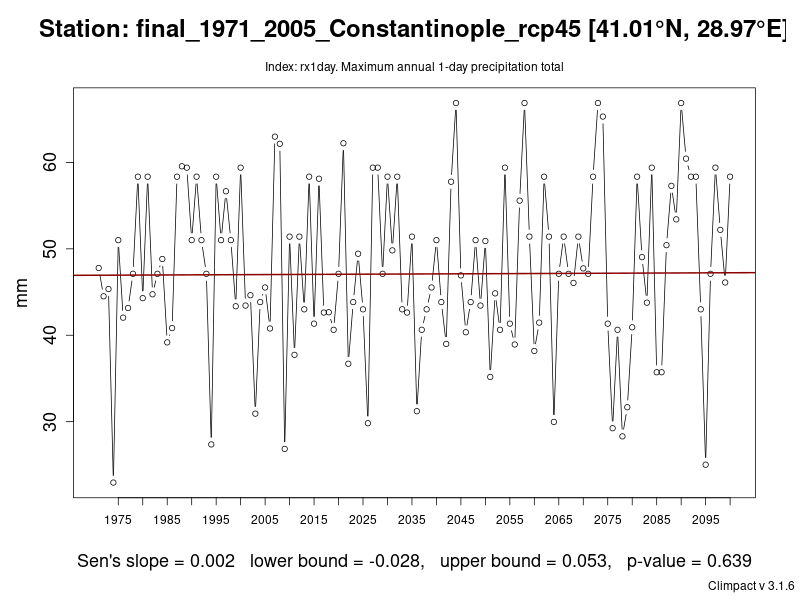 Station: final_1971_2005_Constantinople_rcp45 [41.01°N, 28.97°E]
Index: rx1day. Maximum annual 1-day precipitation total
60
50
40
30
mm
1975 1985 1995 2005 2015 2025 2035 2045 2055 2065 2075 2085 2095
Sen's slope = 0.002 lower bound = -0.028, upper bound = 0.053, p-value = 0.639
Climpact v 3.1.6